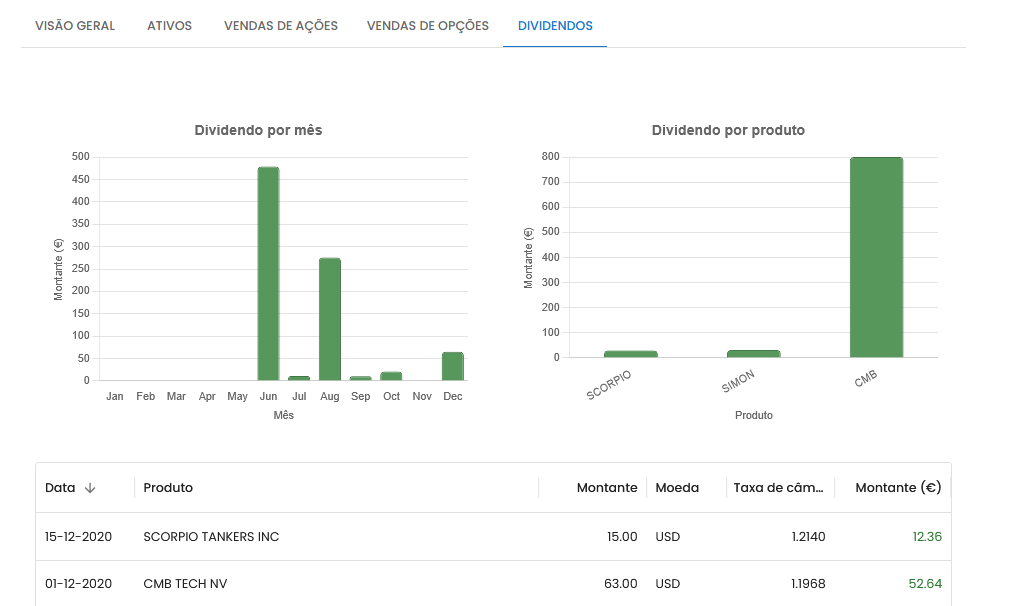 VISÃO GERAL ATIVOS VENDAS DE AÇÕES VENDAS DE OPÇÕES DIVIDENDOS
Dividendo por mês
500
450
400
350
300
250
200
150
100
50
0
Montante (€)
Jan Feb Mar Apr May Jun Jul Aug Sep Oct Nov Dec
Mês
Dividendo por produto
800
700
600
500
400
300
200
100
0
Montante (€)
SCORPIO SIMON CMB
Produto
Data Produto Montante Moeda Taxa de câm... Montante (€)
15-12-2020 SCORPIO TANKERS INC 15.00 USD 1.2140 12.36
01-12-2020 CMB TECH NV 63.00 USD 1.1968 52.64